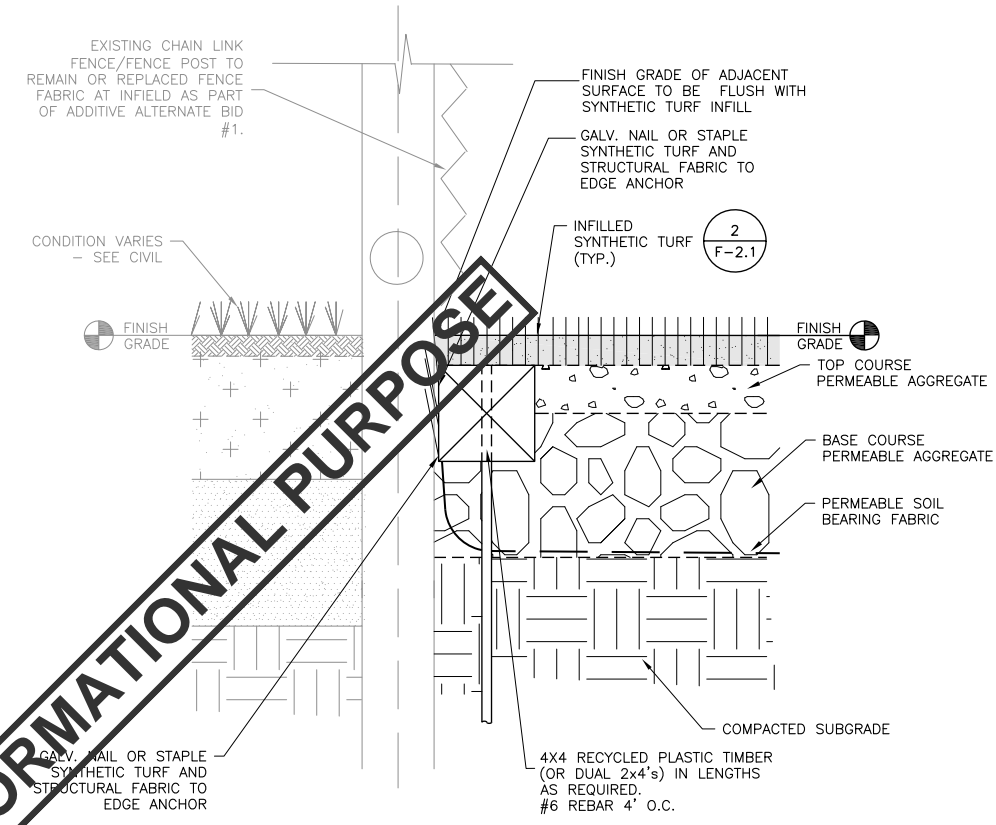 EXISTING CHAIN LINK
FENCE/FENCE POST TO
REMAIN OR REPLACED FENCE
FABRIC AT INFIELD AS PART
OF ADDITIVE ALTERNATE BID
#1.
FINISH GRADE OF ADJACENT
SURFACE TO BE FLUSH WITH
SYNTHETIC TURF INFILL
GALV. NAIL OR STAPLE
SYNTHETIC TURF AND
STRUCTURAL FABRIC TO
EDGE ANCHOR
INFILLED
SYNTHETIC TURF
(TYP.)
2
F-2.1
CONDITION VARIES
- SEE CIVIL
FINISH
GRADE
FINISH
GRADE
TOP COURSE
PERMEABLE AGGREGATE
BASE COURSE
PERMEABLE AGGREGATE
PERMEABLE SOIL
BEARING FABRIC
COMPACTED SUBGRADE
4X4 RECYCLED PLASTIC TIMBER
(OR DUAL 2x4's) IN LENGTHS
AS REQUIRED.
#6 REBAR 4' O.C.
GALV. NAIL OR STAPLE
SYNTHETIC TURF AND
STRUCTURAL FABRIC TO
EDGE ANCHOR
ORMATIONAL PURPOSE